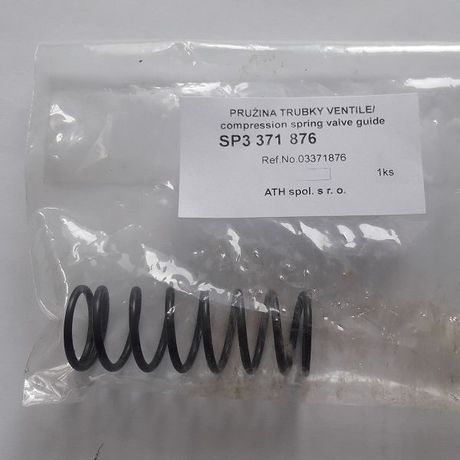 PRUŽINA TRUBKY VENTILE/
compression spring valve guide
SP3 371 876
Ref.No.03371876
1ks
ATH spol. s r. o.